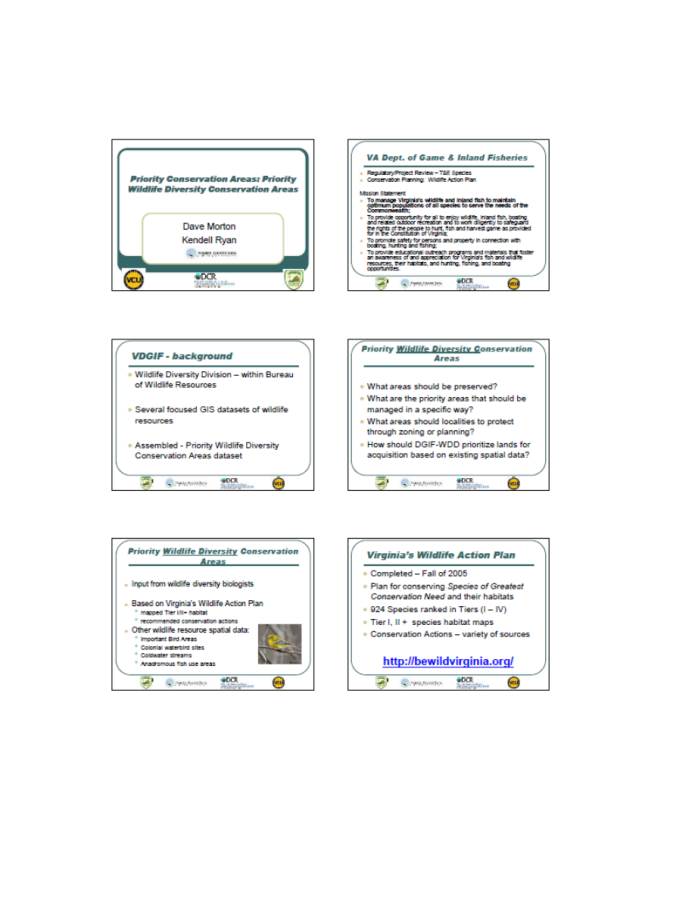 Priority Conservation Areas: Priority
Wildlife Diversity Conservation Areas
Dave Morton
Kendell Ryan
VCU
DCR
VA Dept. of Game & Inland Fisheries
Regulatory/Project Review – T&E Species
Conservation Planning: Wildlife Action Plan
Mission Statement
To manage Virginia's wildlife and inland fish to maintain
optimum populations of all species to serve the needs of the
Commonwealth;
To provide opportunity for all to enjoy wildlife, inland fish, boating
and related outdoor recreation and to work diligently to safeguard
the rights of the people to hunt, fish and harvest game as provided
for in the Constitution of Virginia;
To promote safety for persons and property in connection with
boating, hunting and fishing;
To provide educational outreach programs and materials that foster
an awareness of and appreciation for Virginia's fish and wildlife
resources, their habitats, and hunting, fishing, and boating
opportunities.
DCR
VCU
VDGIF - background
Wildlife Diversity Division – within Bureau
of Wildlife Resources
Several focused GIS datasets of wildlife
resources
Assembled - Priority Wildlife Diversity
Conservation Areas dataset
DCR
VCU
Priority Wildlife Diversity Conservation
Areas
What areas should be preserved?
What are the priority areas that should be
managed in a specific way?
What areas should localities to protect
through zoning or planning?
How should DGIF-WDD prioritize lands for
acquisition based on existing spatial data?
DCR
VCU
Priority Wildlife Diversity Conservation
Areas
Input from wildlife diversity biologists
Based on Virginia's Wildlife Action Plan
mapped Tier I/II+ habitat
recommended conservation actions
Other wildlife resource spatial data:
Important Bird Areas
Colonial waterbird sites
Coldwater streams
Anadromous fish use areas
DCR
VCU
Virginia's Wildlife Action Plan
Completed – Fall of 2005
Plan for conserving Species of Greatest
Conservation Need and their habitats
924 Species ranked in Tiers (I – IV)
Tier I, II + species habitat maps
Conservation Actions – variety of sources
http://bewildvirginia.org/
DCR
VCU